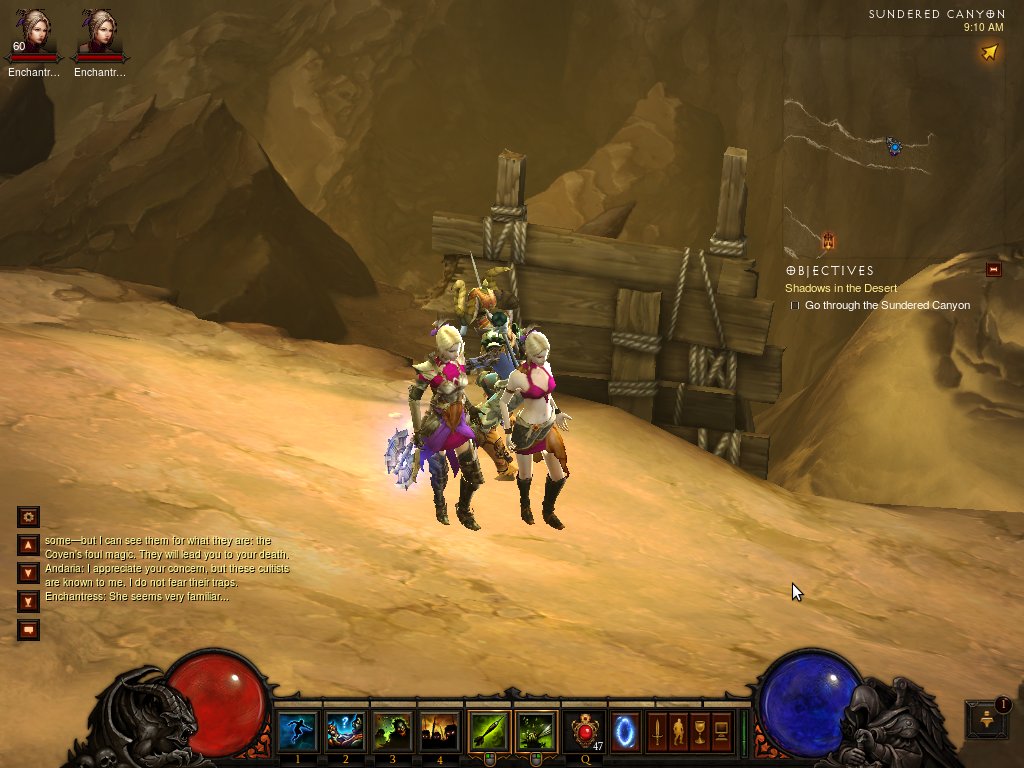 SUNDERED CANYON
9:10 AM
60
Enchantr...
Enchantr...
OBJECTIVES
Shadows in the Desert
Go through the Sundered Canyon
some—but I can see them for what they are: the
Coven's foul magic. They will lead you to your death.
Andaria: I appreciate your concern, but these cultists
are known to me. I do not fear their traps.
Enchantress: She seems very familiar...
1
47
1 2 3 4 Q